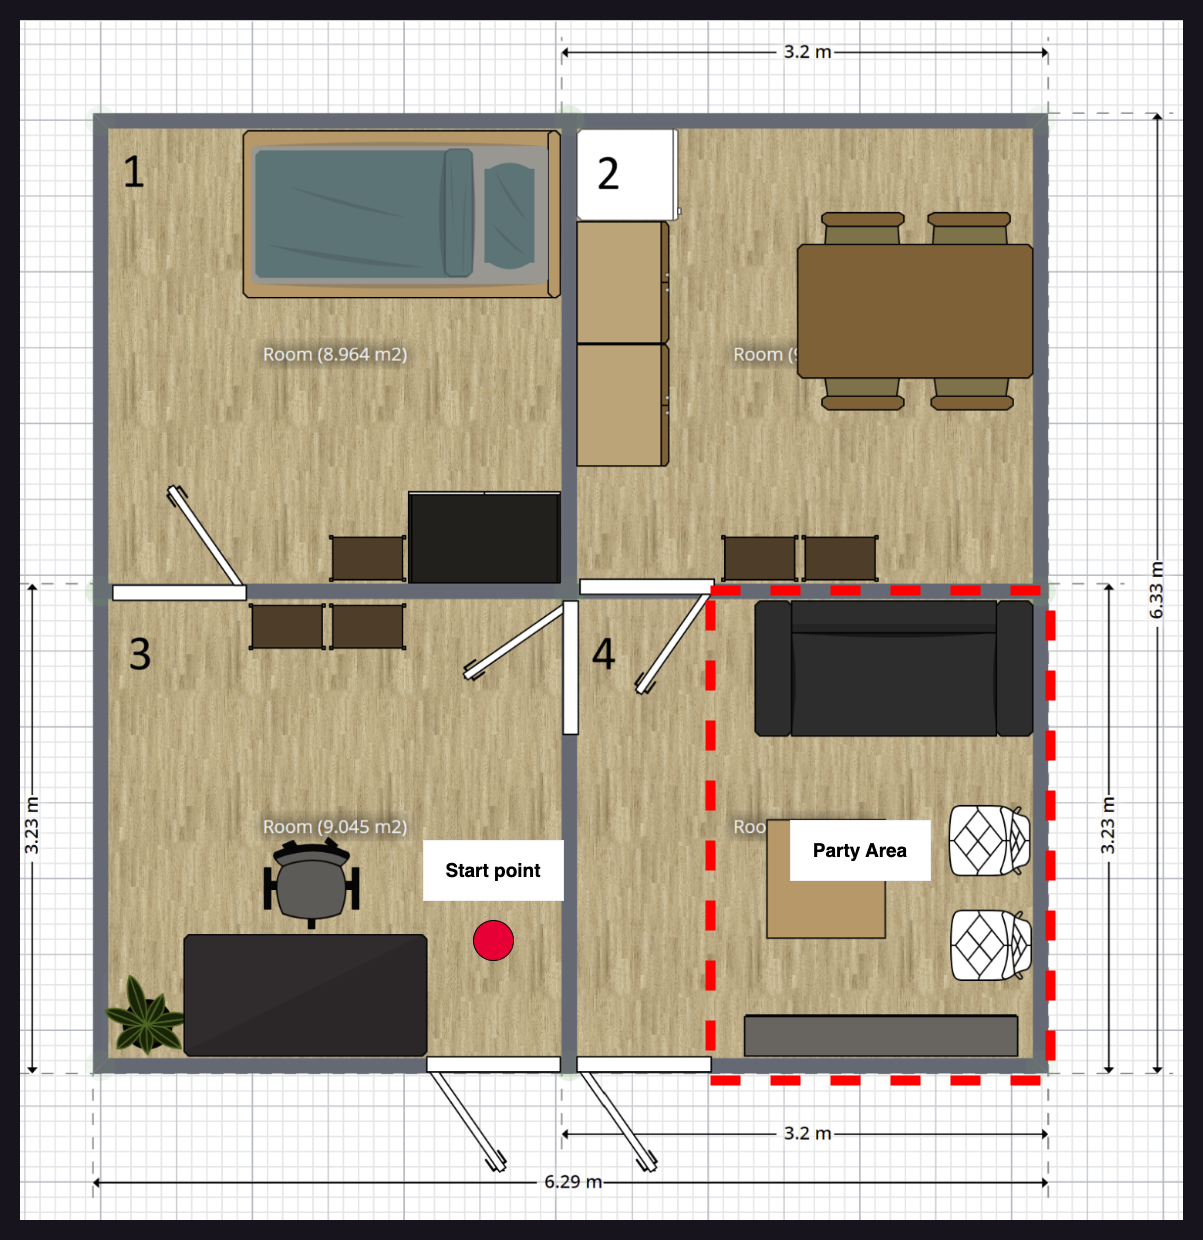 3.2 m
1
2
Room (8.964 m2)
Room (9
6.33 m
3
4
3.23 m
Room (9.045 m2)
Roo
3.23 m
Start point
Party Area
3.2 m
6.29 m